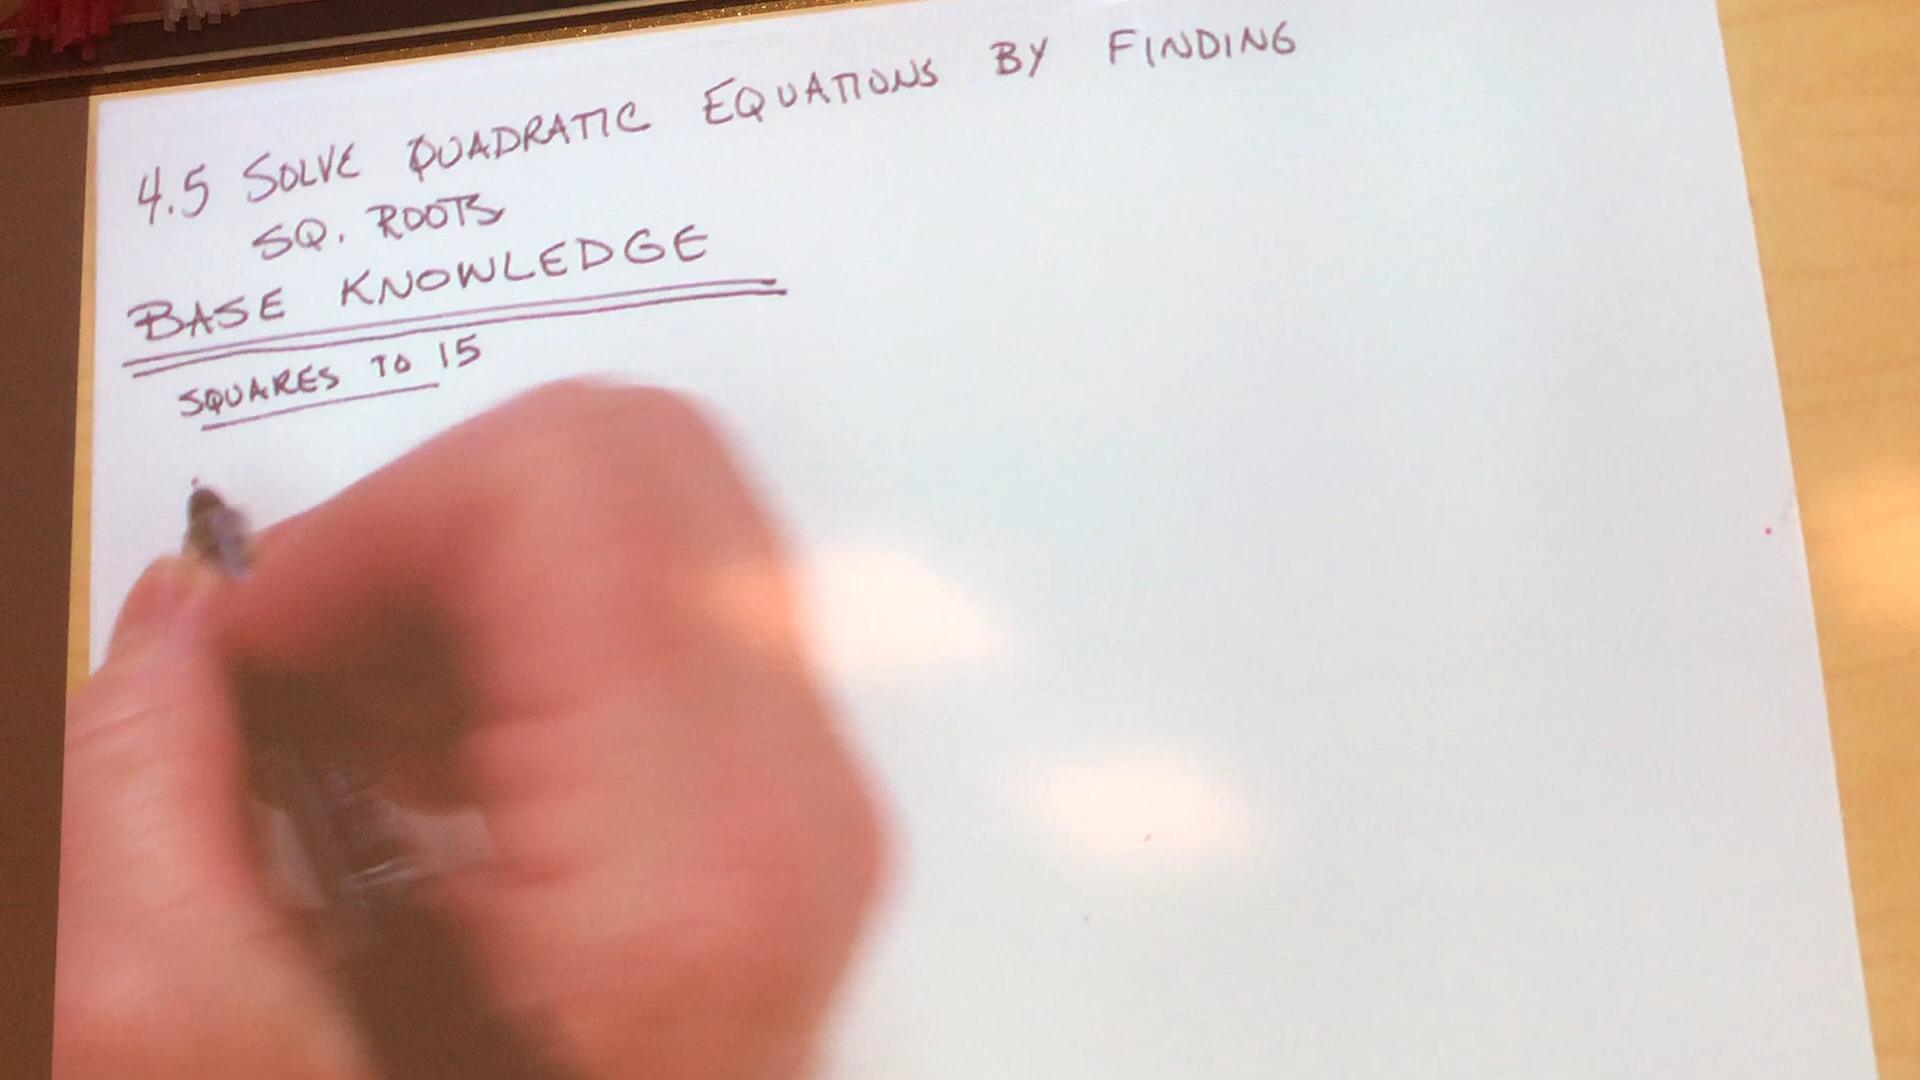 4.5 SOLVE QUADRATIC EQUATIONS BY FINDING
SQ. ROOTS
BASE KNOWLEDGE
SQUARES TO 15